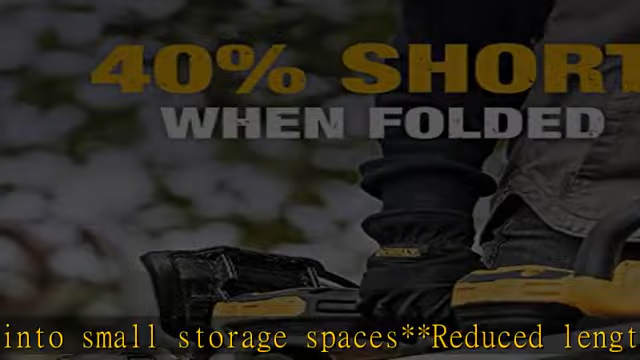 40% SHORT
WHEN FOLDED
into small storage spaces**Reduced lengt